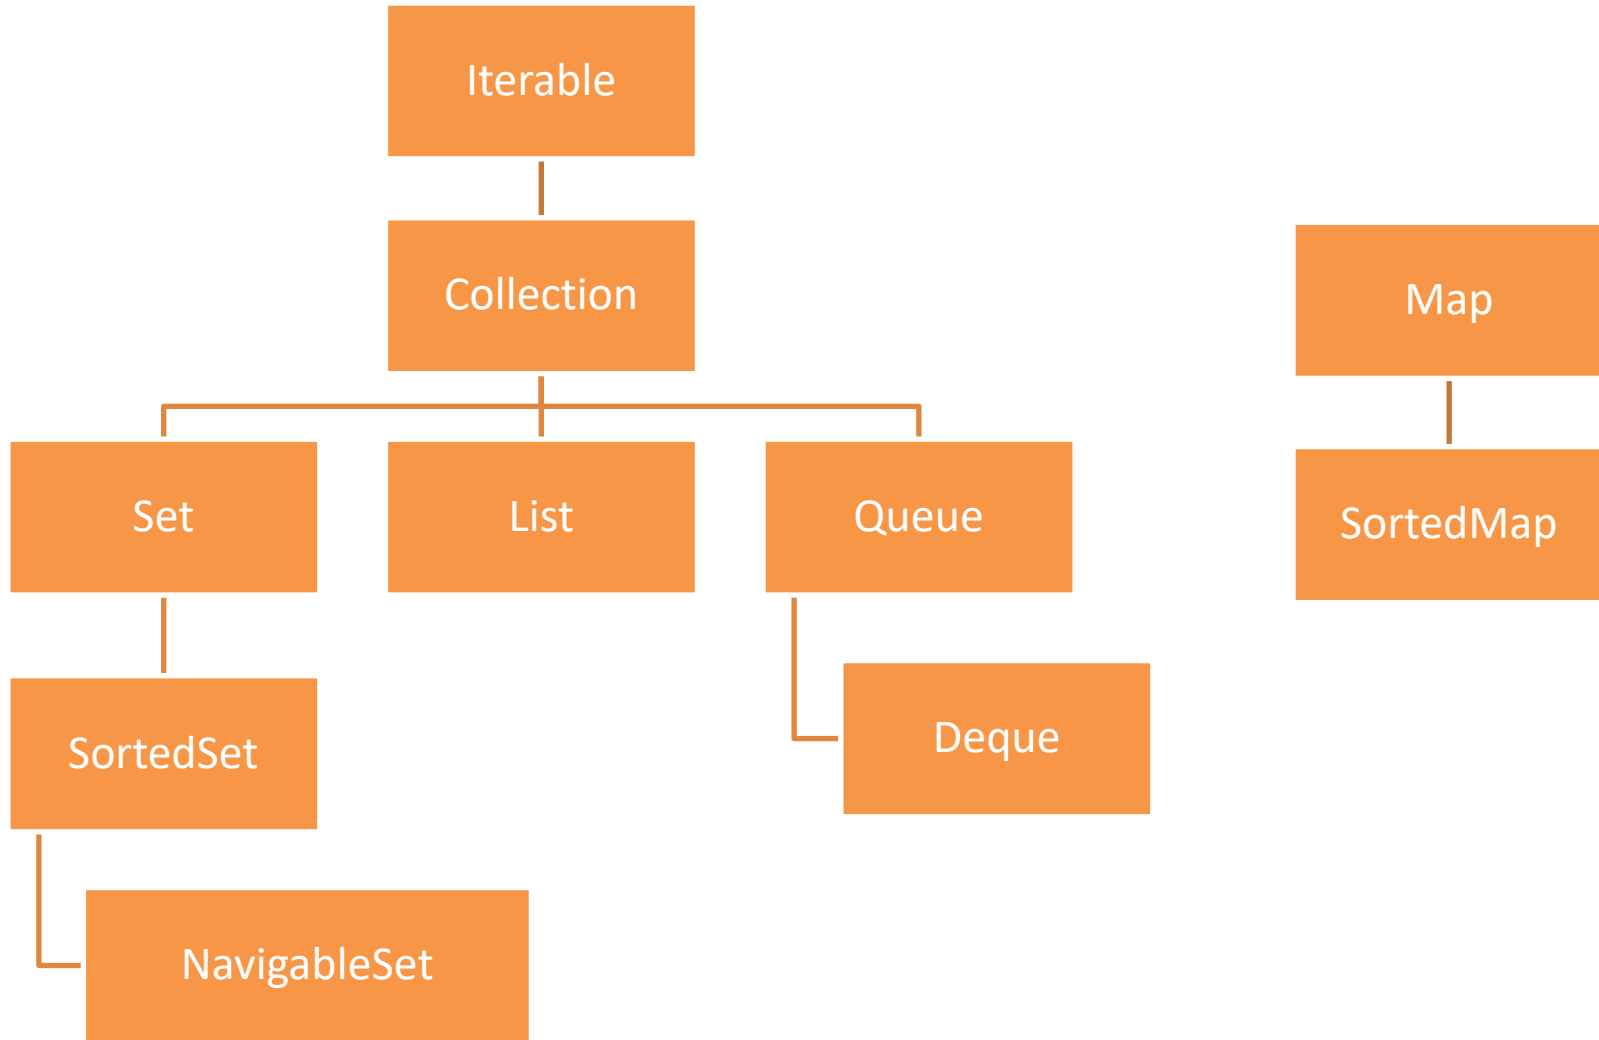 Iterable
Collection
Map
Set
List
Queue
SortedMap
SortedSet
Deque
NavigableSet